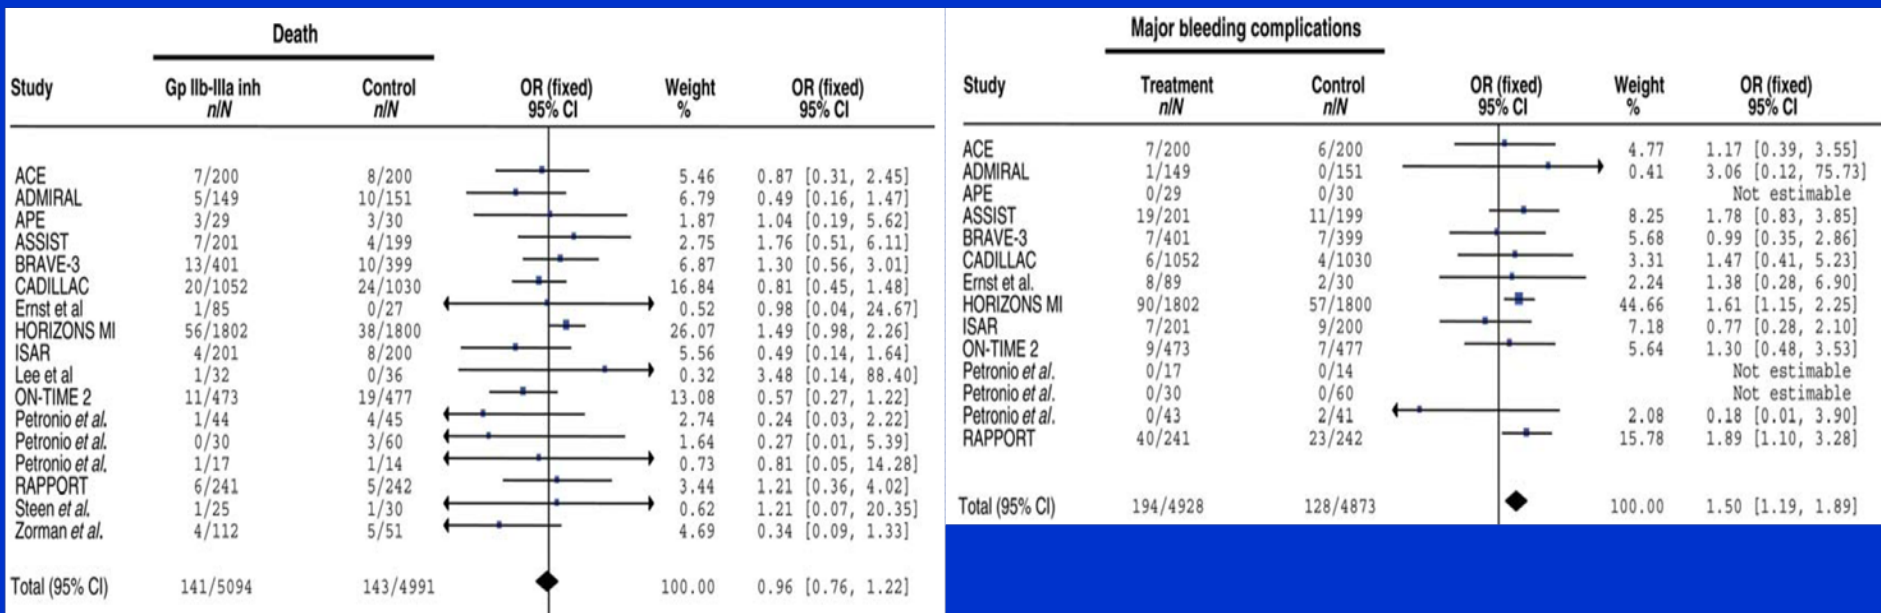 Death
Study Gp IIb-IIIa inh Control OR (fixed) Weight OR (fixed)
n/N n/N 95% CI % 95% CI
ACE 7/200 8/200 5.46 0.87 [0.31, 2.45]
ADMIRAL 5/149 10/151 6.79 0.49 [0.16, 1.47]
APE 3/29 3/30 1.87 1.04 [0.19, 5.62]
ASSIST 7/201 4/199 2.75 1.76 [0.51, 6.11]
BRAVE-3 13/401 10/399 6.87 1.30 [0.56, 3.01]
CADILLAC 20/1052 24/1030 16.84 0.81 [0.45, 1.48]
Ernst et al 1/85 0/27 0.52 0.98 [0.04, 24.67]
HORIZONS MI 56/1802 38/1800 26.07 1.49 [0.98, 2.26]
ISAR 4/201 8/200 5.56 0.49 [0.14, 1.64]
Lee et al 1/32 0/36 0.32 3.48 [0.14, 88.40]
ON-TIME 2 11/473 19/477 13.08 0.57 [0.27, 1.22]
Petronio et al. 1/44 4/45 2.74 0.24 [0.03, 2.22]
Petronio et al. 0/30 3/60 1.64 0.27 [0.01, 5.39]
Petronio et al. 1/17 1/14 0.73 0.81 [0.05, 14.28]
RAPPORT 6/241 5/242 3.44 1.21 [0.36, 4.02]
Steen et al. 1/25 1/30 0.62 1.21 [0.07, 20.35]
Zorman et al. 4/112 5/51 4.69 0.34 [0.09, 1.33]
Total (95% CI) 141/5094 143/4991 100.00 0.96 [0.76, 1.22]
Major bleeding complications
Study Treatment Control OR (fixed) Weight OR (fixed)
n/N n/N 95% CI % 95% CI
ACE 7/200 6/200 4.77 1.17 [0.39, 3.55]
ADMIRAL 1/149 0/151 0.41 3.06 [0.12, 75.73]
APE 0/29 0/30 Not estimable
ASSIST 19/201 11/199 8.25 1.78 [0.83, 3.85]
BRAVE-3 7/401 7/399 5.68 0.99 [0.35, 2.86]
CADILLAC 6/1052 4/1030 3.31 1.47 [0.41, 5.23]
Ernst et al. 8/89 2/30 2.24 1.38 [0.28, 6.90]
HORIZONS MI 90/1802 57/1800 44.66 1.61 [1.15, 2.25]
ISAR 7/201 9/200 7.18 0.77 [0.28, 2.10]
ON-TIME 2 9/473 7/477 5.64 1.30 [0.48, 3.53]
Petronio et al. 0/17 0/14 Not estimable
Petronio et al. 0/30 0/60 Not estimable
Petronio et al. 0/43 2/41 2.08 0.18 [0.01, 3.90]
RAPPORT 40/241 23/242 15.78 1.89 [1.10, 3.28]
Total (95% CI) 194/4928 128/4873 100.00 1.50 [1.19, 1.89]